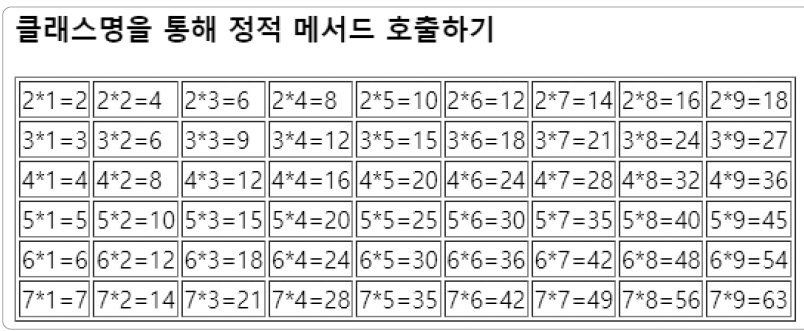 클래스명을 통해 정적 메서드 호출하기
2*1=2 2*2=4 2*3=6 2*4=8 2*5=10 2*6=12 2*7=14 2*8=16 2*9=18
3*1=3 3*2=6 3*3=9 3*4=12 3*5=15 3*6=18 3*7=21 3*8=24 3*9=27
4*1=4 4*2=8 4*3=12 4*4=16 4*5=20 4*6=24 4*7=28 4*8=32 4*9=36
5*1=5 5*2=10 5*3=15 5*4=20 5*5=25 5*6=30 5*7=35 5*8=40 5*9=45
6*1=6 6*2=12 6*3=18 6*4=24 6*5=30 6*6=36 6*7=42 6*8=48 6*9=54
7*1=7 7*2=14 7*3=21 7*4=28 7*5=35 7*6=42 7*7=49 7*8=56 7*9=63